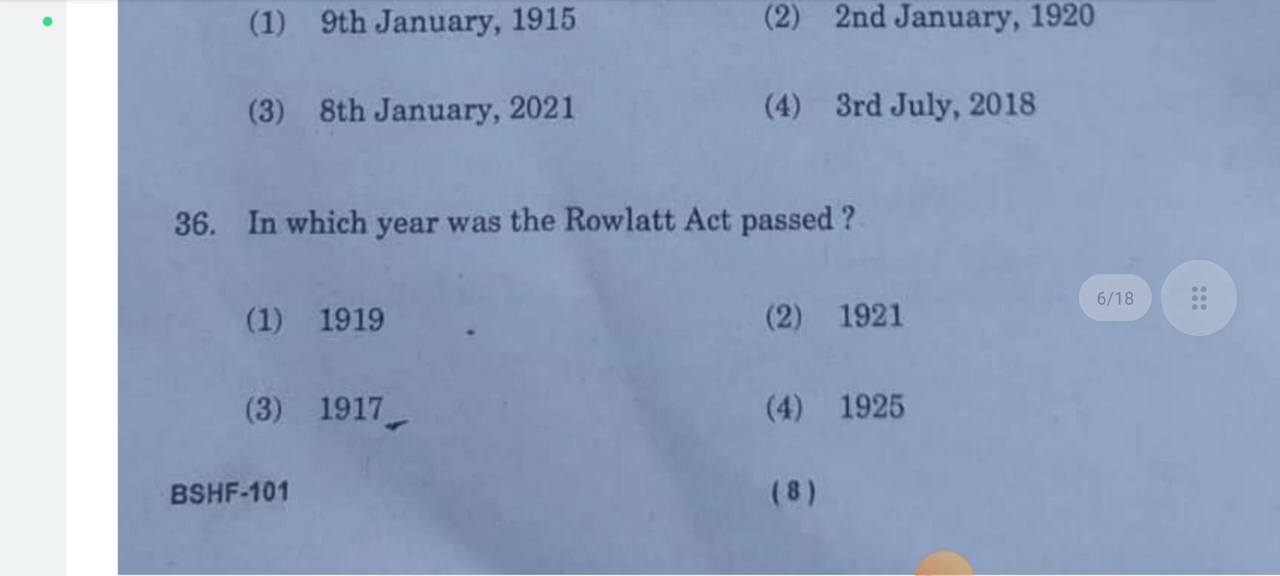 (1) 9th January, 1915 (2) 2nd January, 1920
(3) 8th January, 2021 (4) 3rd July, 2018
36. In which year was the Rowlatt Act passed ?
(1) 1919 (2) 1921
6/18
(3) 1917 (4) 1925
BSHF-101 (8)